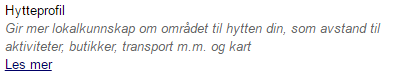 Hytteprofil
Gir mer lokalkunnskap om området til hytten din, som avstand til
aktiviteter, butikker, transport m.m. og kart
Les mer